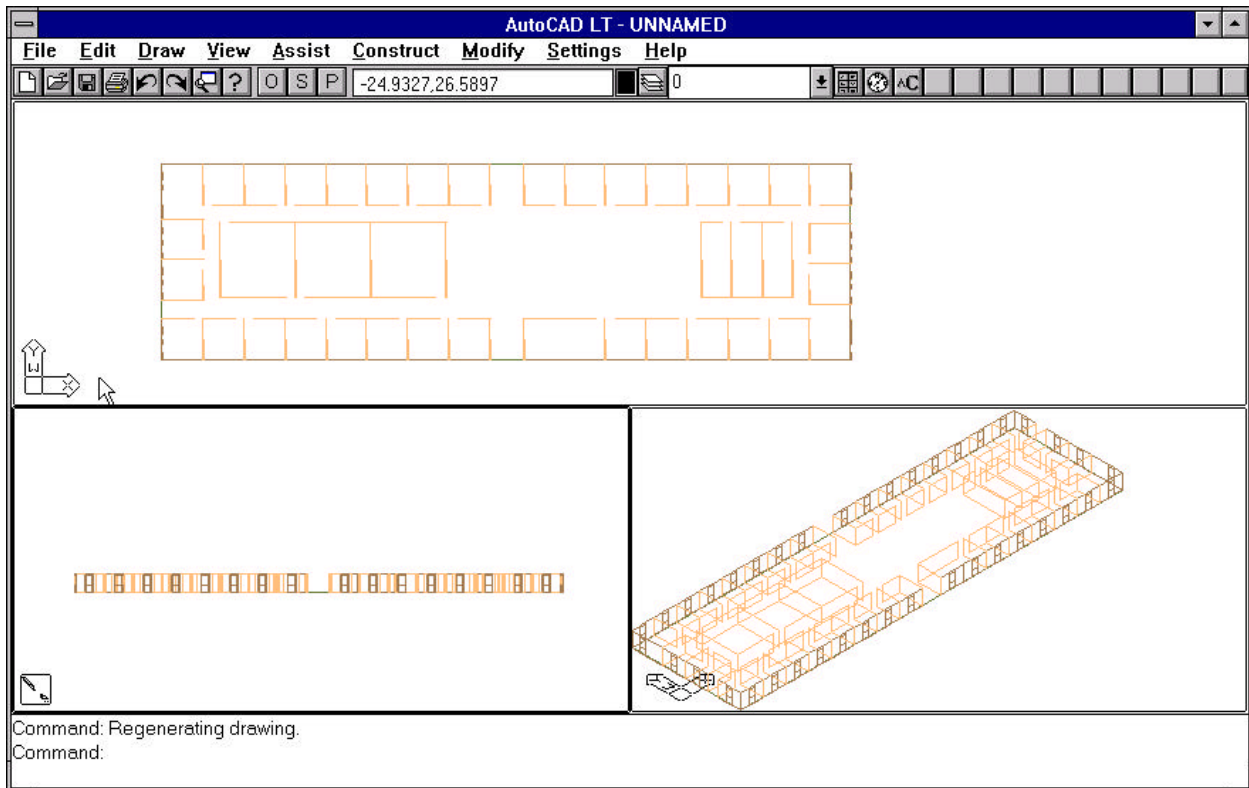 AutoCAD LT - UNNAMED
File Edit Draw View Assist Construct Modify Settings Help
? O S P -24.9327,26.5897 0 AC
Y
W
X
Command: Regenerating drawing.
Command: